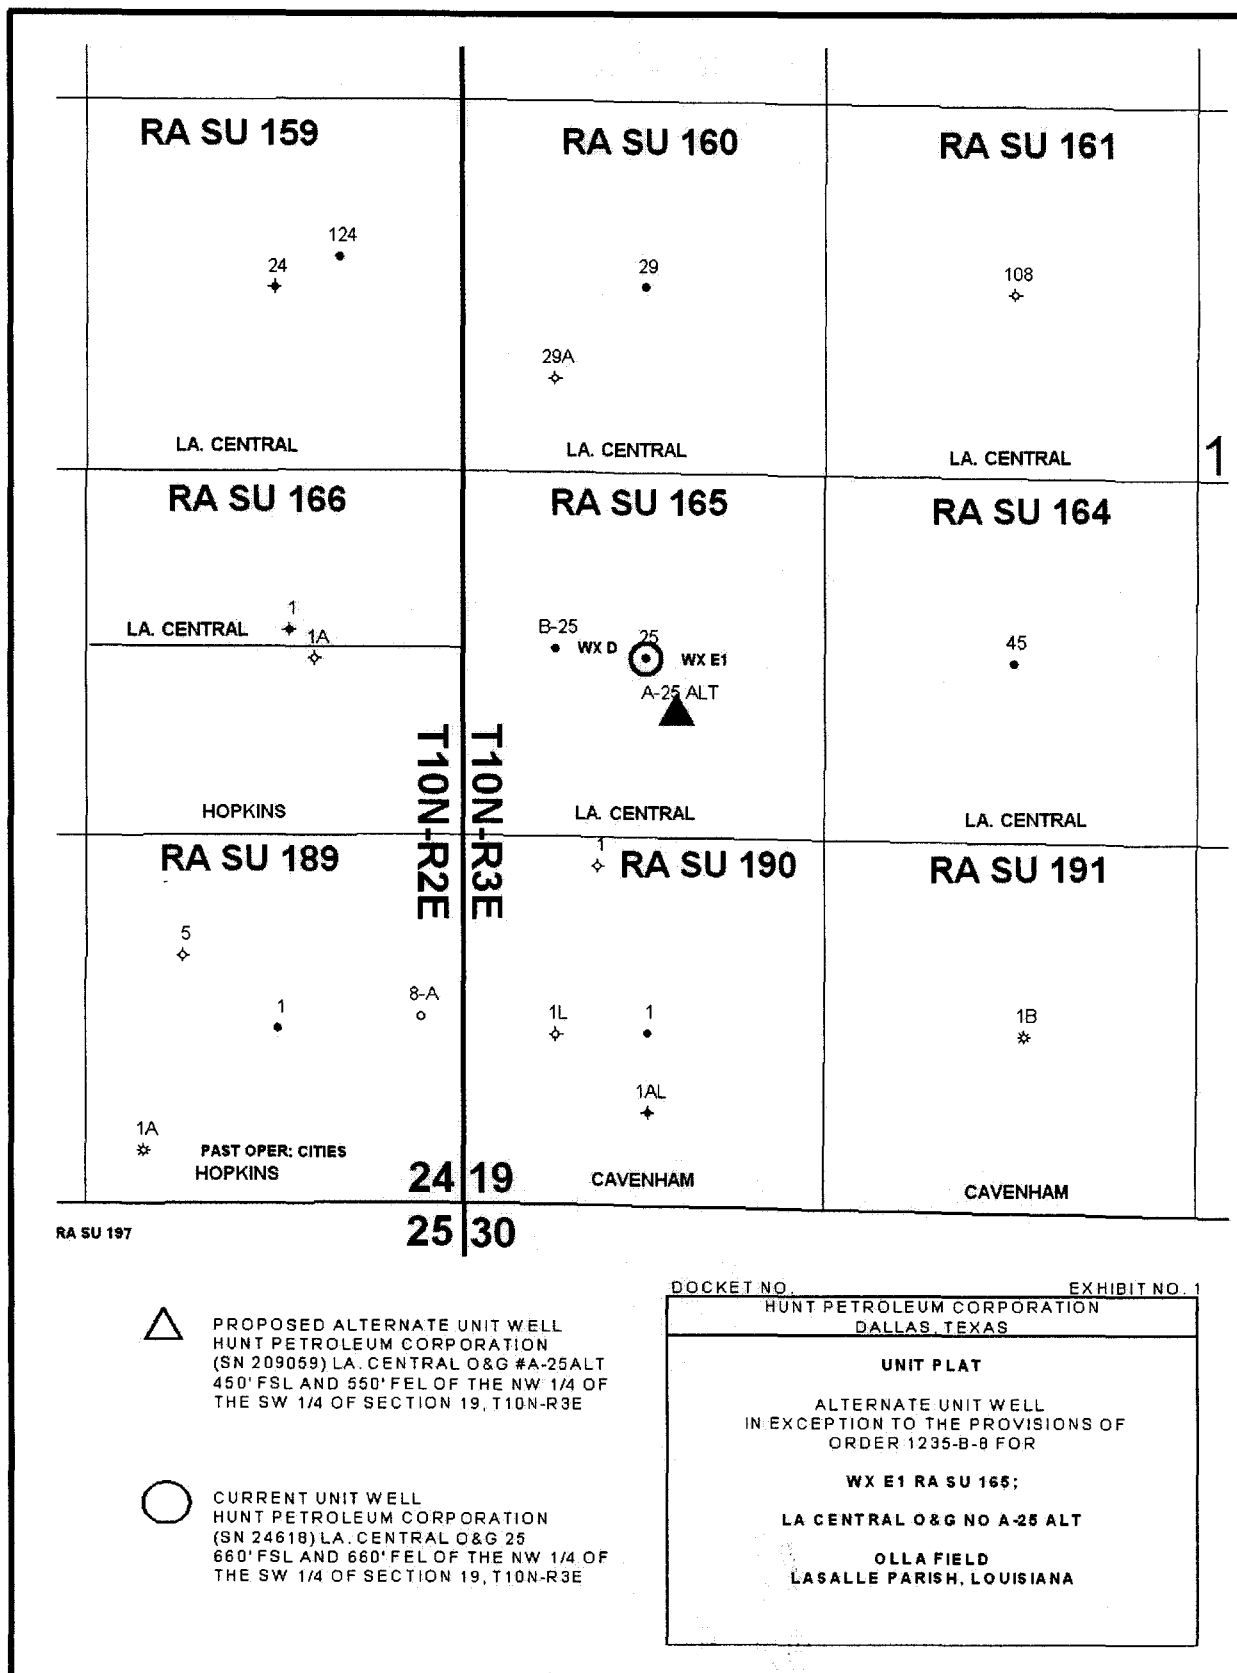 RA SU 159
RA SU 160
RA SU 161
124
24
29
108
29A
LA. CENTRAL
LA. CENTRAL
LA. CENTRAL
1
RA SU 166
RA SU 165
RA SU 164
1
LA. CENTRAL
1A
B-25
WX D
25
WX E1
A-25 ALT
45
T10N-R2E
T10N-R3E
HOPKINS
LA. CENTRAL
LA. CENTRAL
RA SU 189
1
RA SU 190
RA SU 191
5
8-A
1
1L
1
1B
1AL
1A
PAST OPER: CITIES
HOPKINS
24
19
CAVENHAM
CAVENHAM
RA SU 197
25
30
PROPOSED ALTERNATE UNIT WELL
HUNT PETROLEUM CORPORATION
(SN 209059) LA. CENTRAL O&G #A-25ALT
450' FSL AND 550' FEL OF THE NW 1/4 OF
THE SW 1/4 OF SECTION 19, T10N-R3E
CURRENT UNIT WELL
HUNT PETROLEUM CORPORATION
(SN 24618) LA. CENTRAL O&G 25
660' FSL AND 660' FEL OF THE NW 1/4 OF
THE SW 1/4 OF SECTION 19, T10N-R3E
DOCKET NO. EXHIBIT NO. 1
HUNT PETROLEUM CORPORATION
DALLAS, TEXAS
UNIT PLAT
ALTERNATE UNIT WELL
IN EXCEPTION TO THE PROVISIONS OF
ORDER 1235-B-8 FOR
WX E1 RA SU 165;
LA CENTRAL O&G NO A-25 ALT
OLLA FIELD
LASALLE PARISH, LOUISIANA